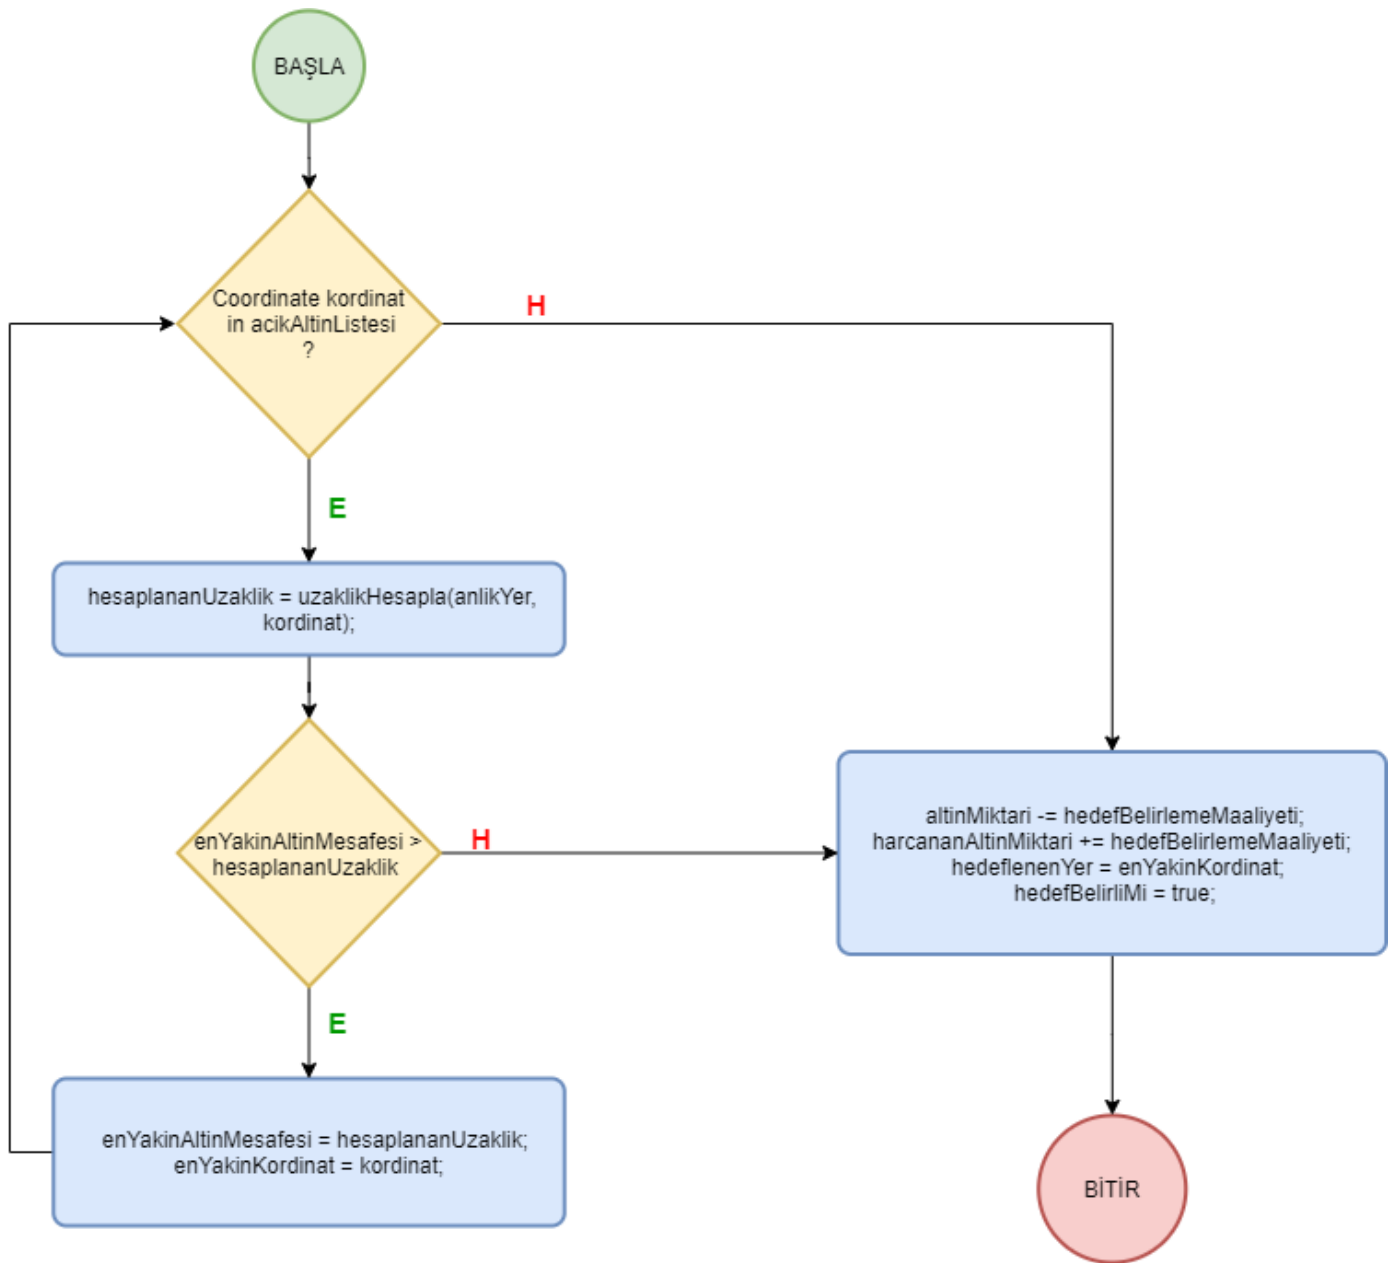 BAŞLA
Coordinate kordinat
in acikAltinListesi
?
H
E
hesaplananUzaklik = uzaklikHesapla(anlikYer,
kordinat);
enYakinAltinMesafesi >
hesaplananUzaklik
H
E
enYakinAltinMesafesi = hesaplananUzaklik;
enYakinKordinat = kordinat;
altinMiktari -= hedefBelirlemeMaaliyeti;
harcananAltinMiktari += hedefBelirlemeMaaliyeti;
hedeflenenYer = enYakinKordinat;
hedefBelirliMi = true;
BİTİR